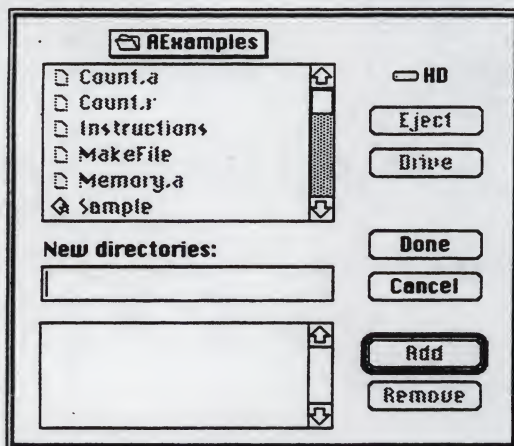 AExamples
Count.a
Count.r
Instructions
MakeFile
Memory.a
Sample
HD
Eject
Drive
New directories:
Done
Cancel
Add
Remove